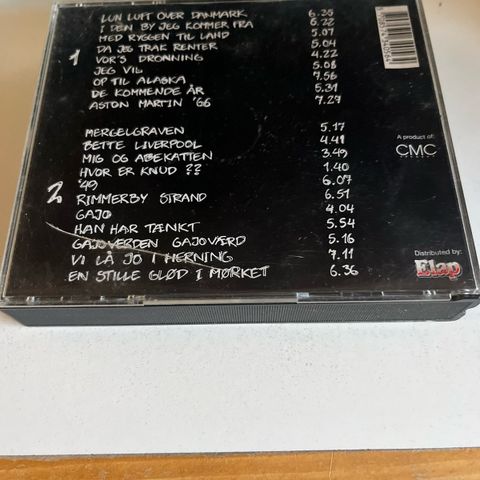 LUN LUFT OVER DANMARK 6.35
I DEN BY JEG KOMMER FRA 6.22
MED RYGGEN TIL LAND 5.07
DA JEG TRAK RENTER 5.04
1 VOR'S DRONNING 4.22
JEG VIL 5.08
OP TIL ALASKA 7.56
DE KOMMENDE ÅR 5.31
ASTON MARTIN '66 7.27
MERGELGRAVEN 5.17
BETTE LIVERPOOL 4.41
MIG OG ABEKATTEN 3.49
HVOR ER KNUD ?? 1.40
2 '49 6.07
RIMMERBY STRAND 6.51
GAJO 4.04
HAN HAR TÆNKT 5.54
GAJOVERDEN GAJOVÆRD 5.16
VI LÅ JO I HERNING 7.11
EN STILLE GLØD I MØRKET 6.36
A product of:
CMC
Distributed by:
Elap